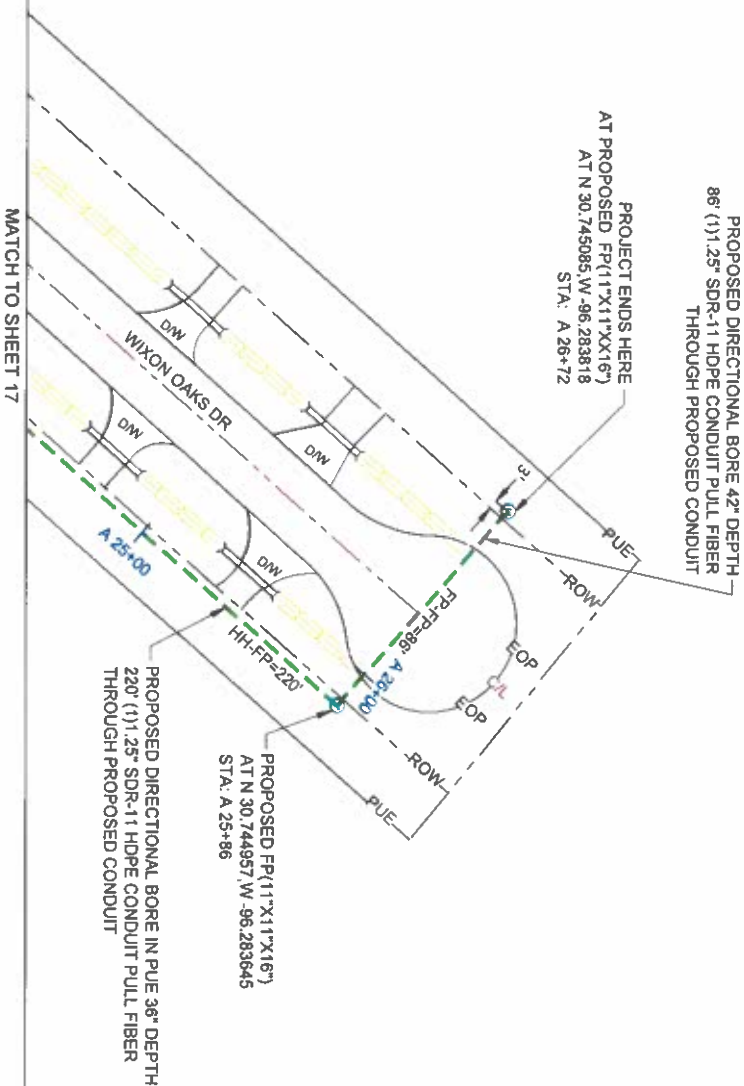 PROPOSED DIRECTIONAL BORE 42" DEPTH
86' (1)1.25" SDR-11 HDPE CONDUIT PULL FIBER
THROUGH PROPOSED CONDUIT
PROJECT ENDS HERE
AT PROPOSED FP(11"X11"XX16")
AT N 30.745085,W -96.283818
STA: A 26+72
3'
PUE
ROW
EOP
C/L
EOP
ROW
PUE
FP-FP=86'
A 26+00
D/W
D/W
WIXON OAKS DR
D/W
D/W
A 25+00
HH-FP=220'
PROPOSED FP(11"X11"X16")
AT N 30.744957,W -96.283645
STA: A 25+86
PROPOSED DIRECTIONAL BORE IN PUE 36" DEPTH
220' (1)1.25" SDR-11 HDPE CONDUIT PULL FIBER
THROUGH PROPOSED CONDUIT
MATCH TO SHEET 17